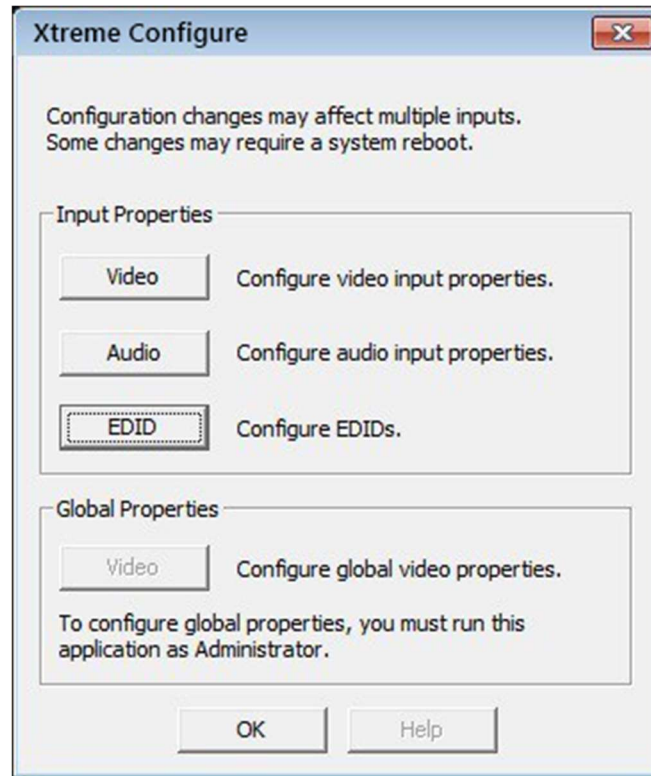 Xtreme Configure
Configuration changes may affect multiple inputs.
Some changes may require a system reboot.
Input Properties
Video Configure video input properties.
Audio Configure audio input properties.
EDID Configure EDIDs.
Global Properties
Video Configure global video properties.
To configure global properties, you must run this
application as Administrator.
OK Help